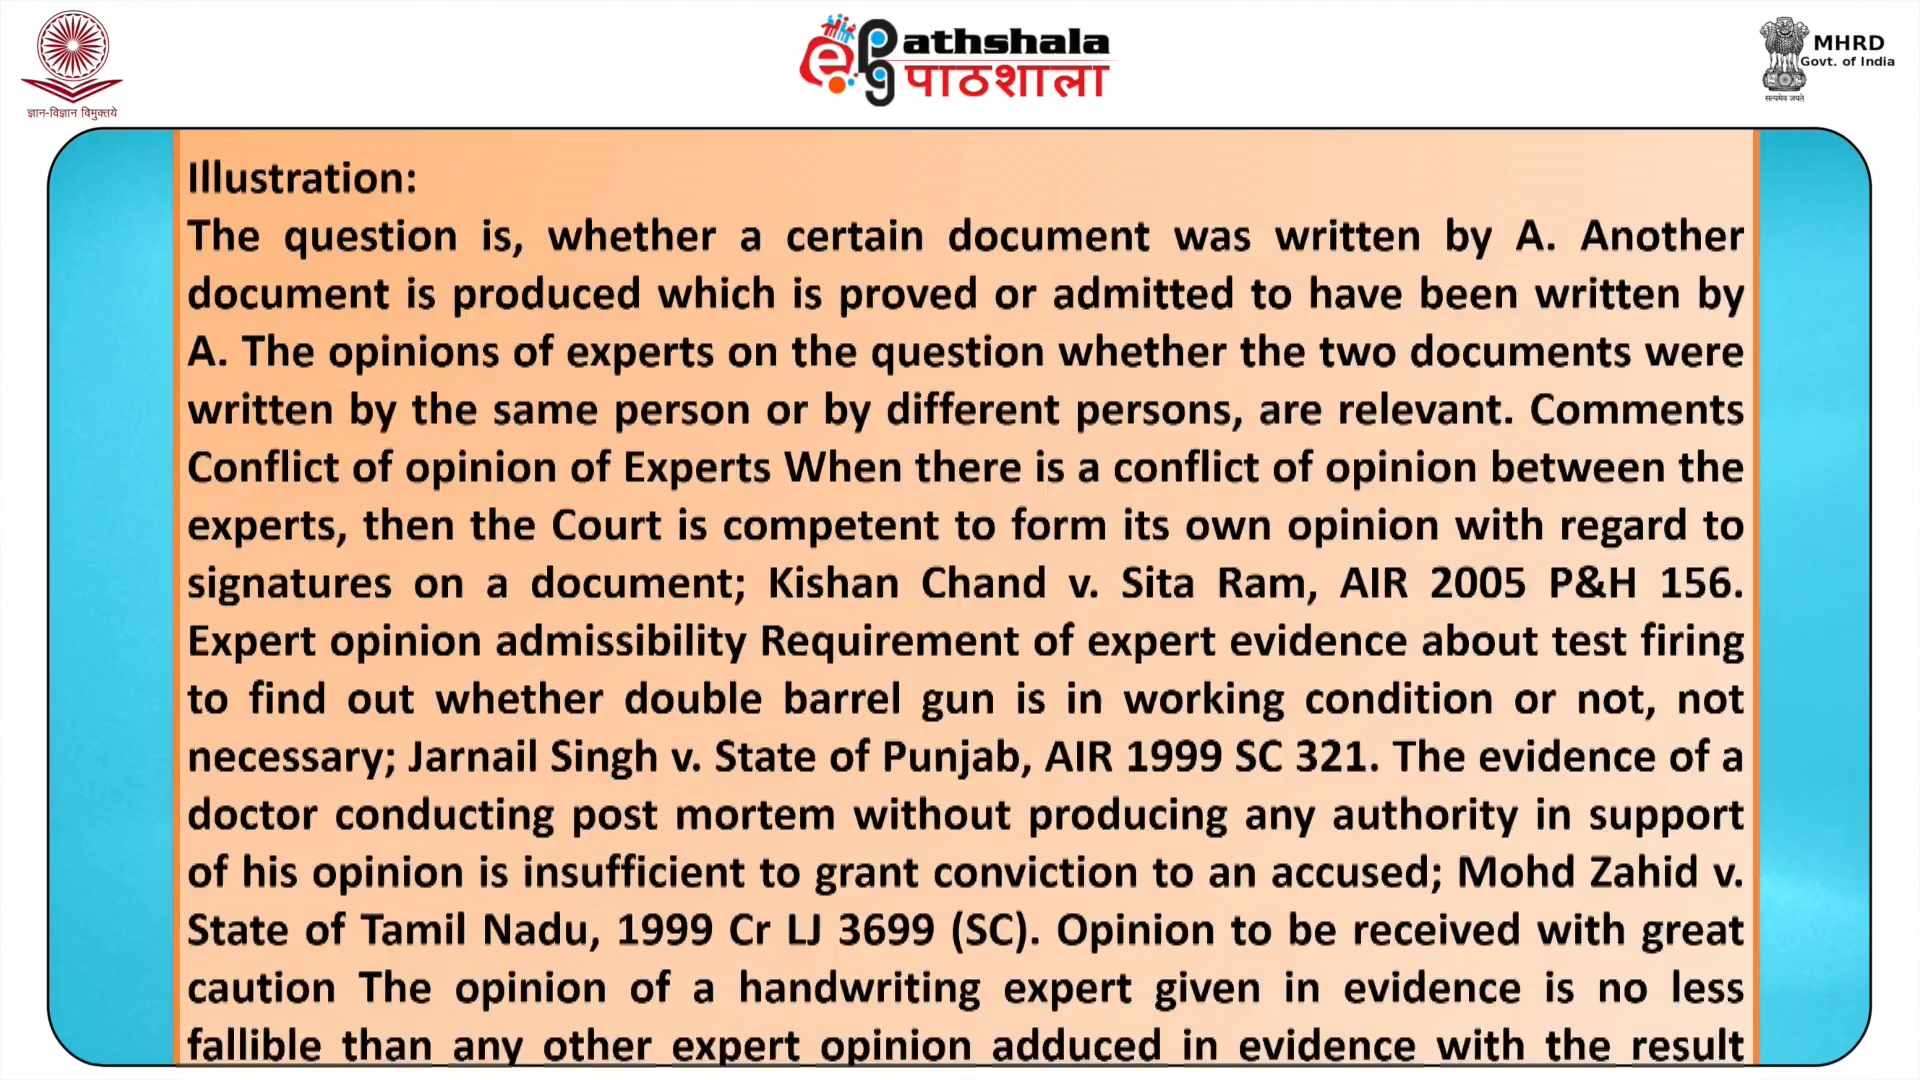 ज्ञान-विज्ञान विमुक्तये
epg Pathshala
पाठशाला
MHRD
Govt. of India
सत्यमेव जयते
Illustration:
The question is, whether a certain document was written by A. Another
document is produced which is proved or admitted to have been written by
A. The opinions of experts on the question whether the two documents were
written by the same person or by different persons, are relevant. Comments
Conflict of opinion of Experts When there is a conflict of opinion between the
experts, then the Court is competent to form its own opinion with regard to
signatures on a document; Kishan Chand v. Sita Ram, AIR 2005 P&H 156.
Expert opinion admissibility Requirement of expert evidence about test firing
to find out whether double barrel gun is in working condition or not, not
necessary; Jarnail Singh v. State of Punjab, AIR 1999 SC 321. The evidence of a
doctor conducting post mortem without producing any authority in support
of his opinion is insufficient to grant conviction to an accused; Mohd Zahid v.
State of Tamil Nadu, 1999 Cr LJ 3699 (SC). Opinion to be received with great
caution The opinion of a handwriting expert given in evidence is no less
fallible than any other expert opinion adduced in evidence with the result